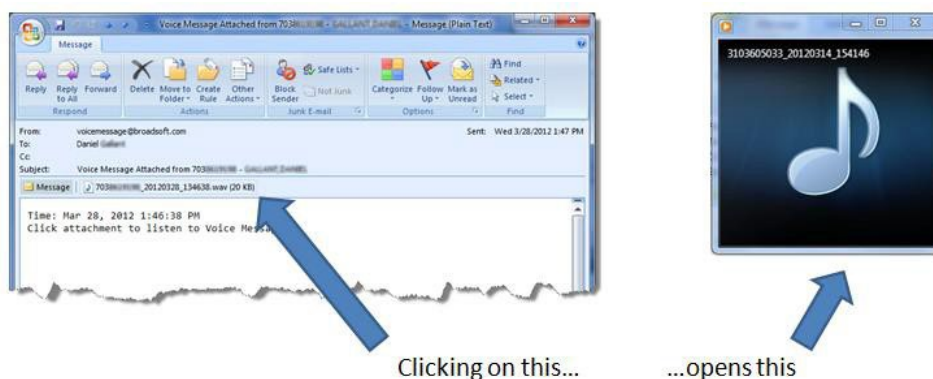 Voice Message Attached from 703 - Message (Plain Text)
Message
Reply Reply to All Forward Delete Move to Folder Create Rule Other Actions Block Sender Safe Lists Not Junk Categorize Follow Up Mark as Unread Find Related Select
Respond Actions Junk E-mail Options Find
From: voicemessage@broadsoft.com Sent: Wed 3/28/2012 1:47 PM
To: Daniel
Cc:
Subject: Voice Message Attached from 703
Message 703 _20120328_134638.wav (20 KB)
Time: Mar 28, 2012 1:46:38 PM
Click attachment to listen to Voice
3103605033_20120314_154146
Clicking on this... ...opens this